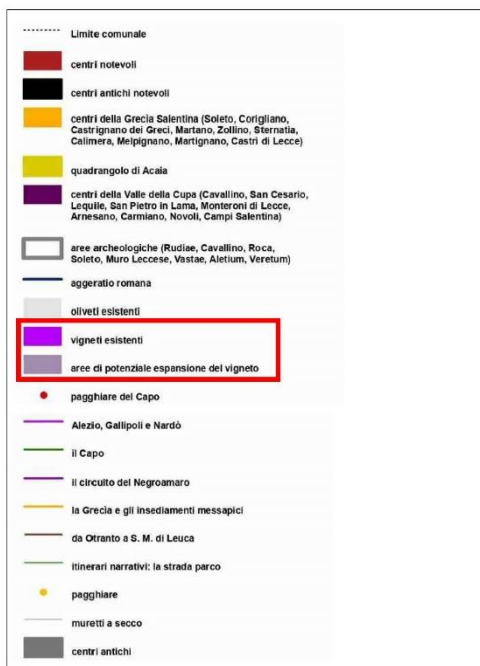 Limite comunale
centri notevoli
centri antichi notevoli
centri della Grecìa Salentina (Soleto, Corigliano,
Castrignano dei Greci, Martano, Zollino, Sternatia,
Calimera, Melpignano, Martignano, Castrì di Lecce)
quadrangolo di Acaia
centri della Valle della Cupa (Cavallino, San Cesario,
Lequile, San Pietro in Lama, Monteroni di Lecce,
Arnesano, Carmiano, Novoli, Campi Salentina)
aree archeologiche (Rudiae, Cavallino, Roca,
Soleto, Muro Leccese, Vastae, Aletium, Veretum)
aggeratio romana
oliveti esistenti
vigneti esistenti
aree di potenziale espansione del vigneto
pagghiare del Capo
Alezio, Gallipoli e Nardò
il Capo
il circuito del Negroamaro
la Grecìa e gli insediamenti messapici
da Otranto a S. M. di Leuca
itinerari narrativi: la strada parco
pagghiare
muretti a secco
centri antichi